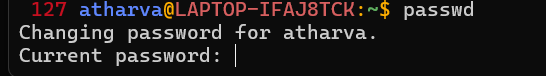 127 atharva@LAPTOP-IFAJ8TCK:~$ passwd
Changing password for atharva.
Current password: